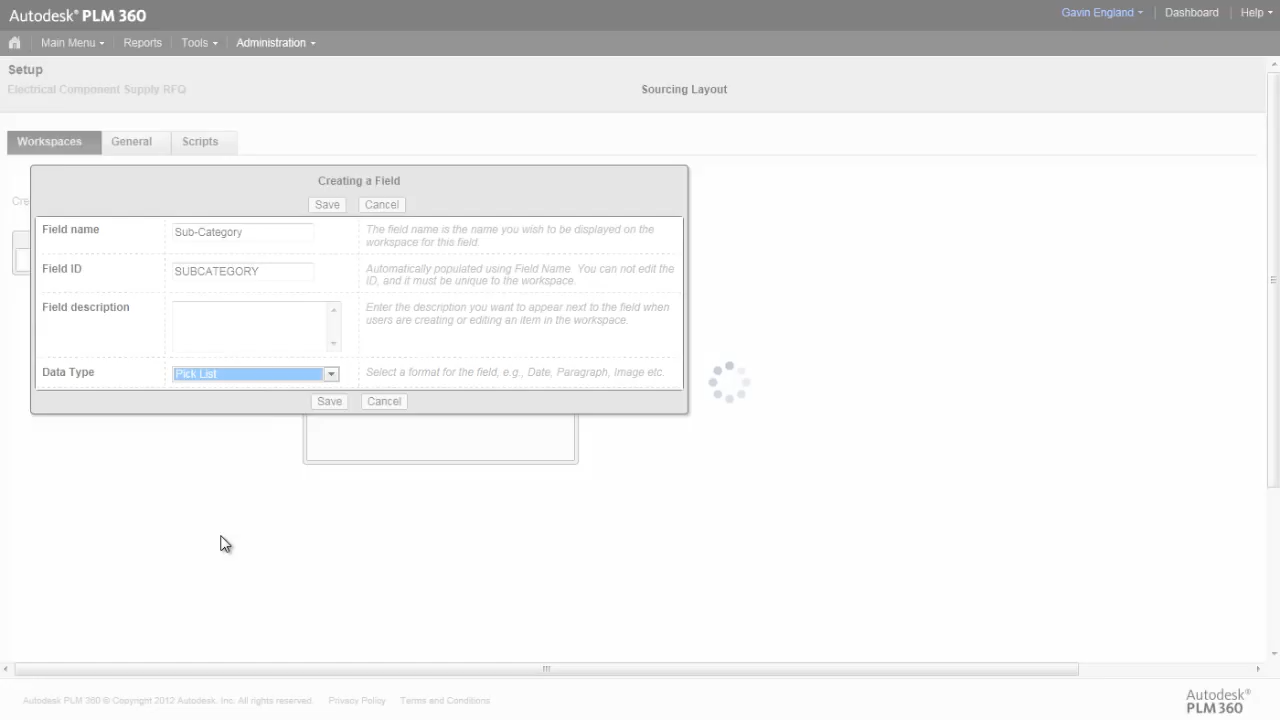 Autodesk® PLM 360
Gavin England
Dashboard
Help
Main Menu
Reports
Tools
Administration
Setup
Electrical Component Supply RFQ
Sourcing Layout
Workspaces
General
Scripts
Creating a Field
Save
Cancel
Cre
Field name
Sub-Category
The field name is the name you wish to be displayed on the
workspace for this field.
Field ID
SUBCATEGORY
Automatically populated using Field Name You can not edit the
ID, and it must be unique to the workspace.
Field description
Enter the description you want to appear next to the field when
users are creating or editing an item in the workspace.
Data Type
Pick List
Select a format for the field, e.g., Date, Paragraph, Image etc.
Save
Cancel
Autodesk PLM 360 © Copyright 2012 Autodesk, Inc. All rights reserved.
Privacy Policy
Terms and Conditions
Autodesk®
PLM 360